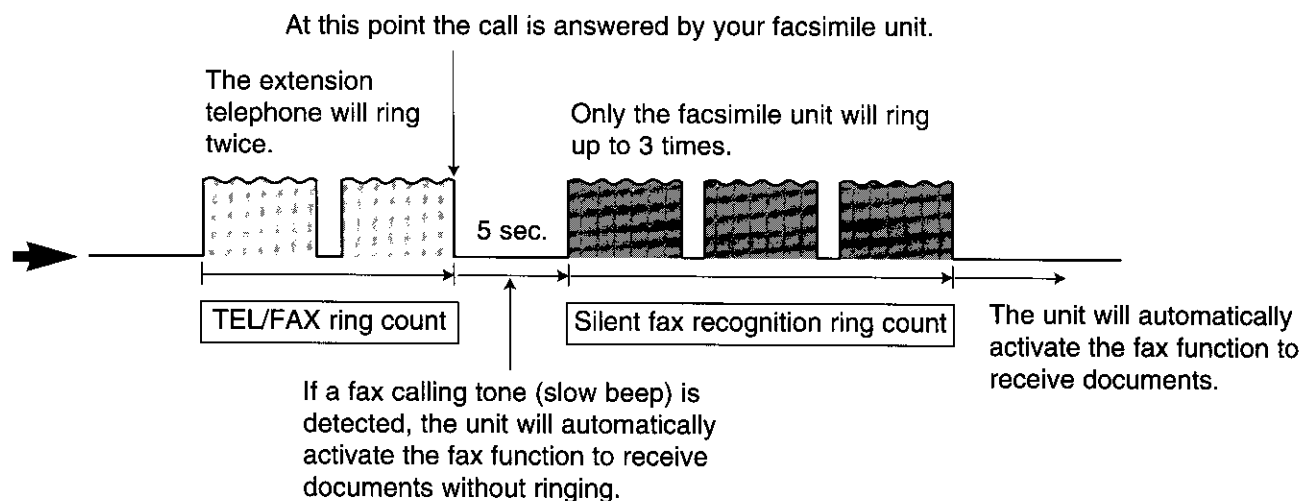 At this point the call is answered by your facsimile unit.
The extension
telephone will ring
twice.
Only the facsimile unit will ring
up to 3 times.
5 sec.
TEL/FAX ring count
Silent fax recognition ring count
The unit will automatically
activate the fax function to
receive documents.
If a fax calling tone (slow beep) is
detected, the unit will automatically
activate the fax function to receive
documents without ringing.